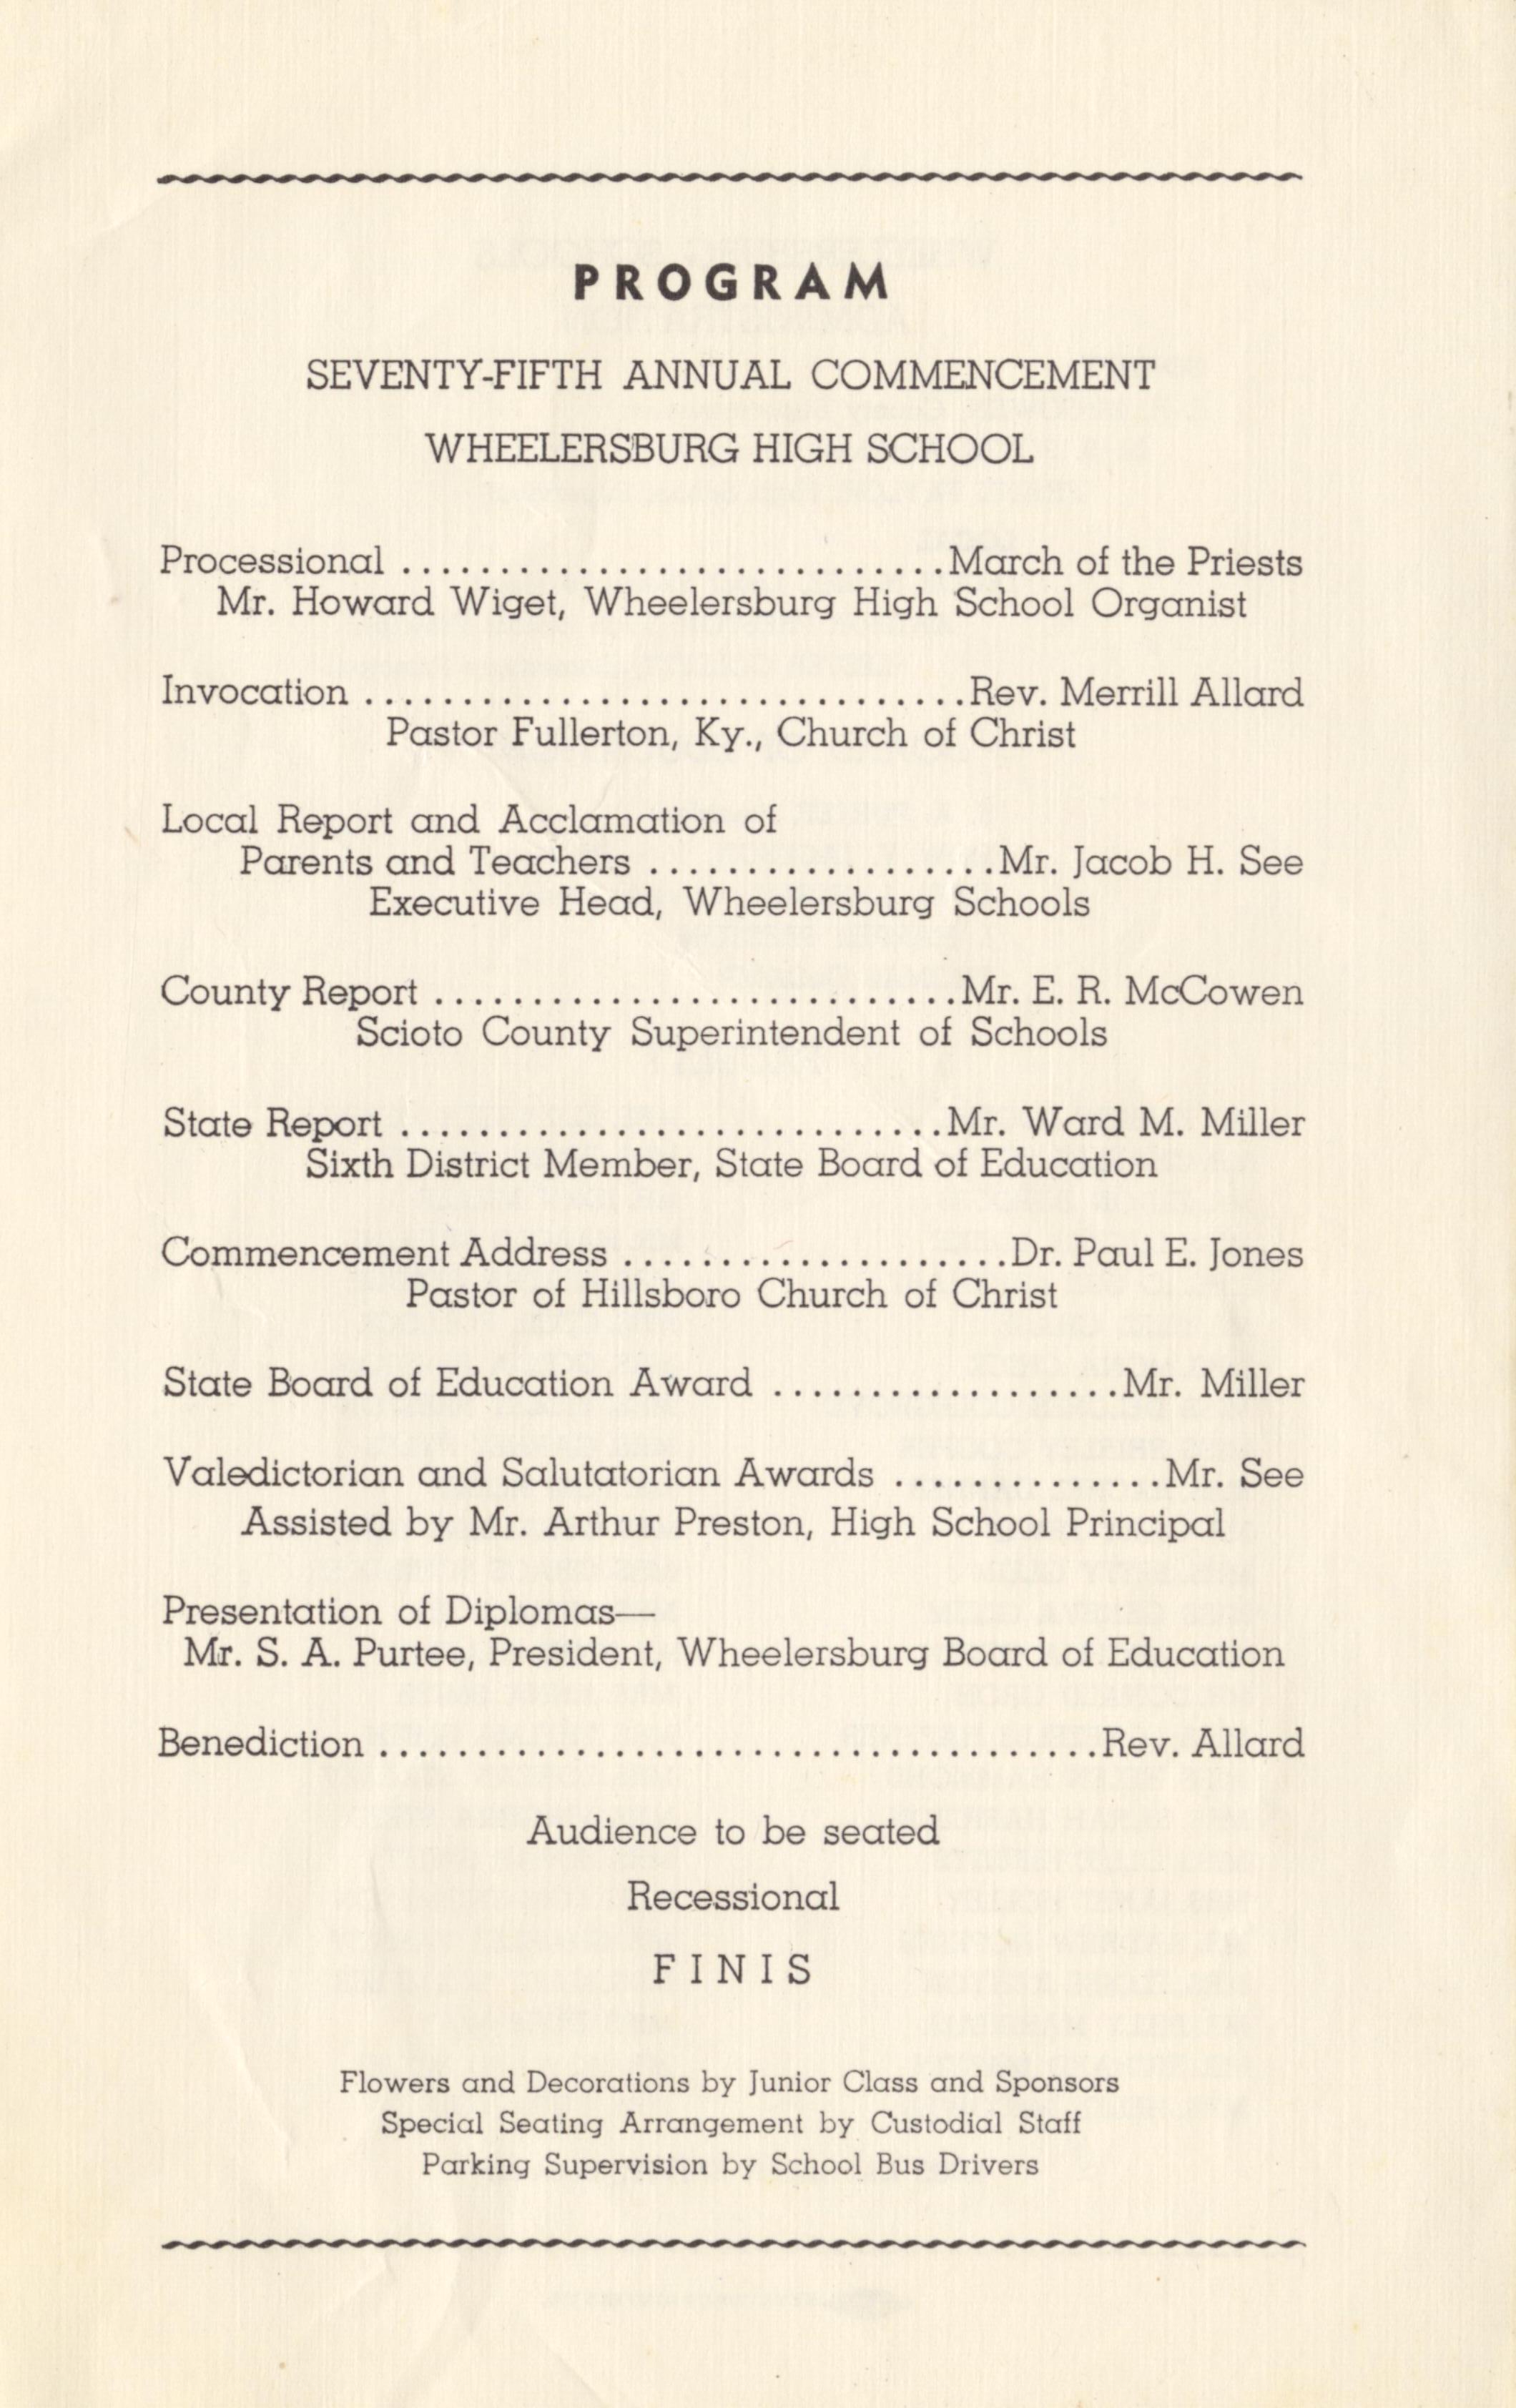 PROGRAM
SEVENTY-FIFTH ANNUAL COMMENCEMENT
WHEELERSBURG HIGH SCHOOL
Processional ............................March of the Priests
Mr. Howard Wiget, Wheelersburg High School Organist
Invocation ...............................Rev. Merrill Allard
Pastor Fullerton, Ky., Church of Christ
Local Report and Acclamation of
Parents and Teachers ..................Mr. Jacob H. See
Executive Head, Wheelersburg Schools
County Report ...........................Mr. E. R. McCowen
Scioto County Superintendent of Schools
State Report ............................Mr. Ward M. Miller
Sixth District Member, State Board of Education
Commencement Address ....................Dr. Paul E. Jones
Pastor of Hillsboro Church of Christ
State Board of Education Award ..................Mr. Miller
Valedictorian and Salutatorian Awards ..............Mr. See
Assisted by Mr. Arthur Preston, High School Principal
Presentation of Diplomas—
Mr. S. A. Purtee, President, Wheelersburg Board of Education
Benediction .....................................Rev. Allard
Audience to be seated
Recessional
FINIS
Flowers and Decorations by Junior Class and Sponsors
Special Seating Arrangement by Custodial Staff
Parking Supervision by School Bus Drivers